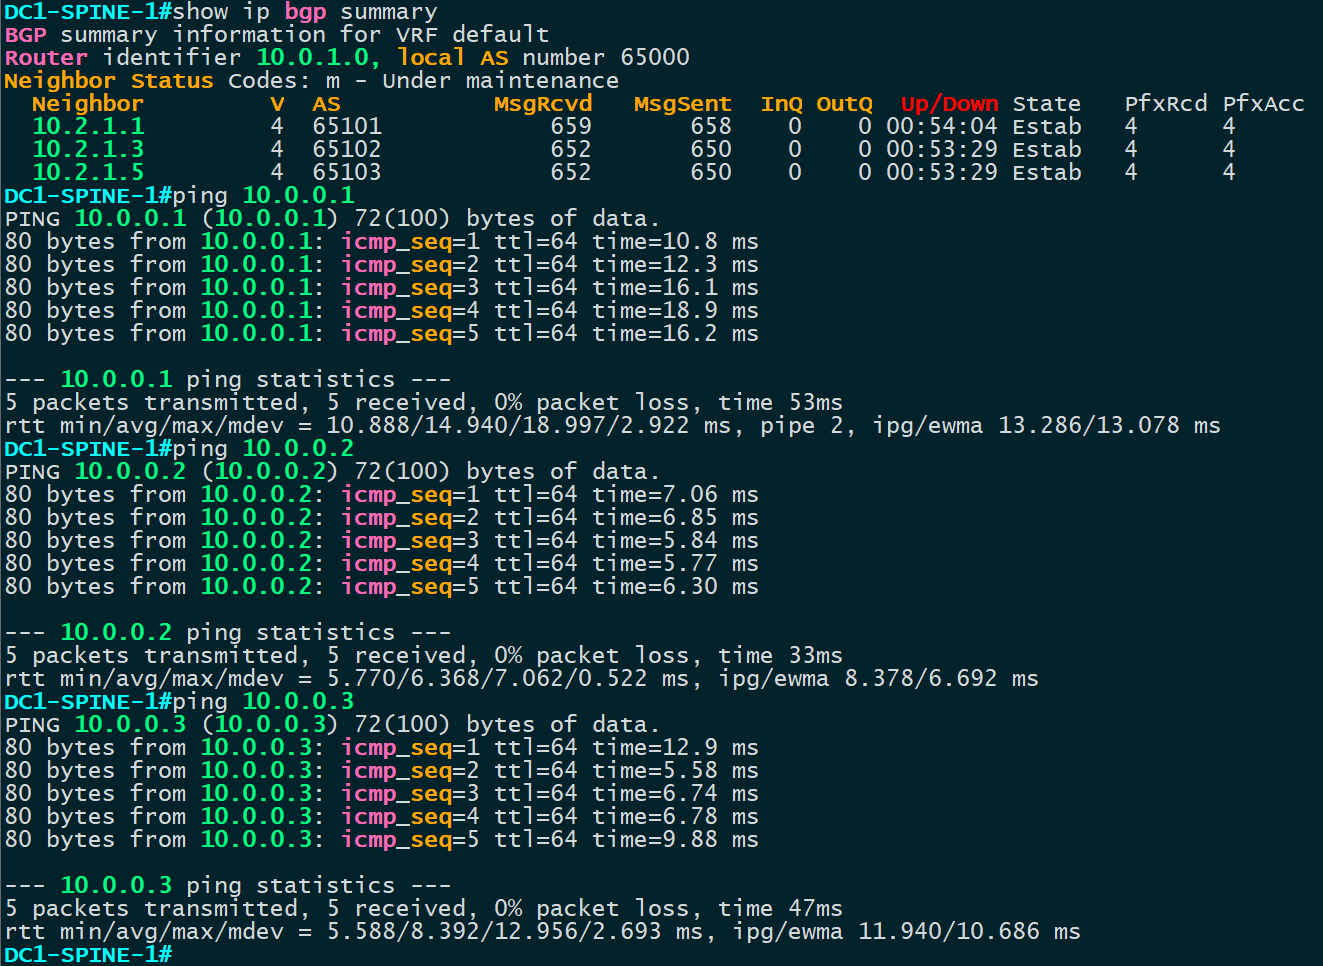 DC1-SPINE-1#show ip bgp summary
BGP summary information for VRF default
Router identifier 10.0.1.0, local AS number 65000
Neighbor Status Codes: m - Under maintenance
  Neighbor         V  AS           MsgRcvd   MsgSent  InQ OutQ  Up/Down State   PfxRcd PfxAcc
  10.2.1.1         4  65101            659       658    0    0 00:54:04 Estab   4      4
  10.2.1.3         4  65102            652       650    0    0 00:53:29 Estab   4      4
  10.2.1.5         4  65103            652       650    0    0 00:53:29 Estab   4      4
DC1-SPINE-1#ping 10.0.0.1
PING 10.0.0.1 (10.0.0.1) 72(100) bytes of data.
80 bytes from 10.0.0.1: icmp_seq=1 ttl=64 time=10.8 ms
80 bytes from 10.0.0.1: icmp_seq=2 ttl=64 time=12.3 ms
80 bytes from 10.0.0.1: icmp_seq=3 ttl=64 time=16.1 ms
80 bytes from 10.0.0.1: icmp_seq=4 ttl=64 time=18.9 ms
80 bytes from 10.0.0.1: icmp_seq=5 ttl=64 time=16.2 ms

--- 10.0.0.1 ping statistics ---
5 packets transmitted, 5 received, 0% packet loss, time 53ms
rtt min/avg/max/mdev = 10.888/14.940/18.997/2.922 ms, pipe 2, ipg/ewma 13.286/13.078 ms
DC1-SPINE-1#ping 10.0.0.2
PING 10.0.0.2 (10.0.0.2) 72(100) bytes of data.
80 bytes from 10.0.0.2: icmp_seq=1 ttl=64 time=7.06 ms
80 bytes from 10.0.0.2: icmp_seq=2 ttl=64 time=6.85 ms
80 bytes from 10.0.0.2: icmp_seq=3 ttl=64 time=5.84 ms
80 bytes from 10.0.0.2: icmp_seq=4 ttl=64 time=5.77 ms
80 bytes from 10.0.0.2: icmp_seq=5 ttl=64 time=6.30 ms

--- 10.0.0.2 ping statistics ---
5 packets transmitted, 5 received, 0% packet loss, time 33ms
rtt min/avg/max/mdev = 5.770/6.368/7.062/0.522 ms, ipg/ewma 8.378/6.692 ms
DC1-SPINE-1#ping 10.0.0.3
PING 10.0.0.3 (10.0.0.3) 72(100) bytes of data.
80 bytes from 10.0.0.3: icmp_seq=1 ttl=64 time=12.9 ms
80 bytes from 10.0.0.3: icmp_seq=2 ttl=64 time=5.58 ms
80 bytes from 10.0.0.3: icmp_seq=3 ttl=64 time=6.74 ms
80 bytes from 10.0.0.3: icmp_seq=4 ttl=64 time=6.78 ms
80 bytes from 10.0.0.3: icmp_seq=5 ttl=64 time=9.88 ms

--- 10.0.0.3 ping statistics ---
5 packets transmitted, 5 received, 0% packet loss, time 47ms
rtt min/avg/max/mdev = 5.588/8.392/12.956/2.693 ms, ipg/ewma 11.940/10.686 ms
DC1-SPINE-1#